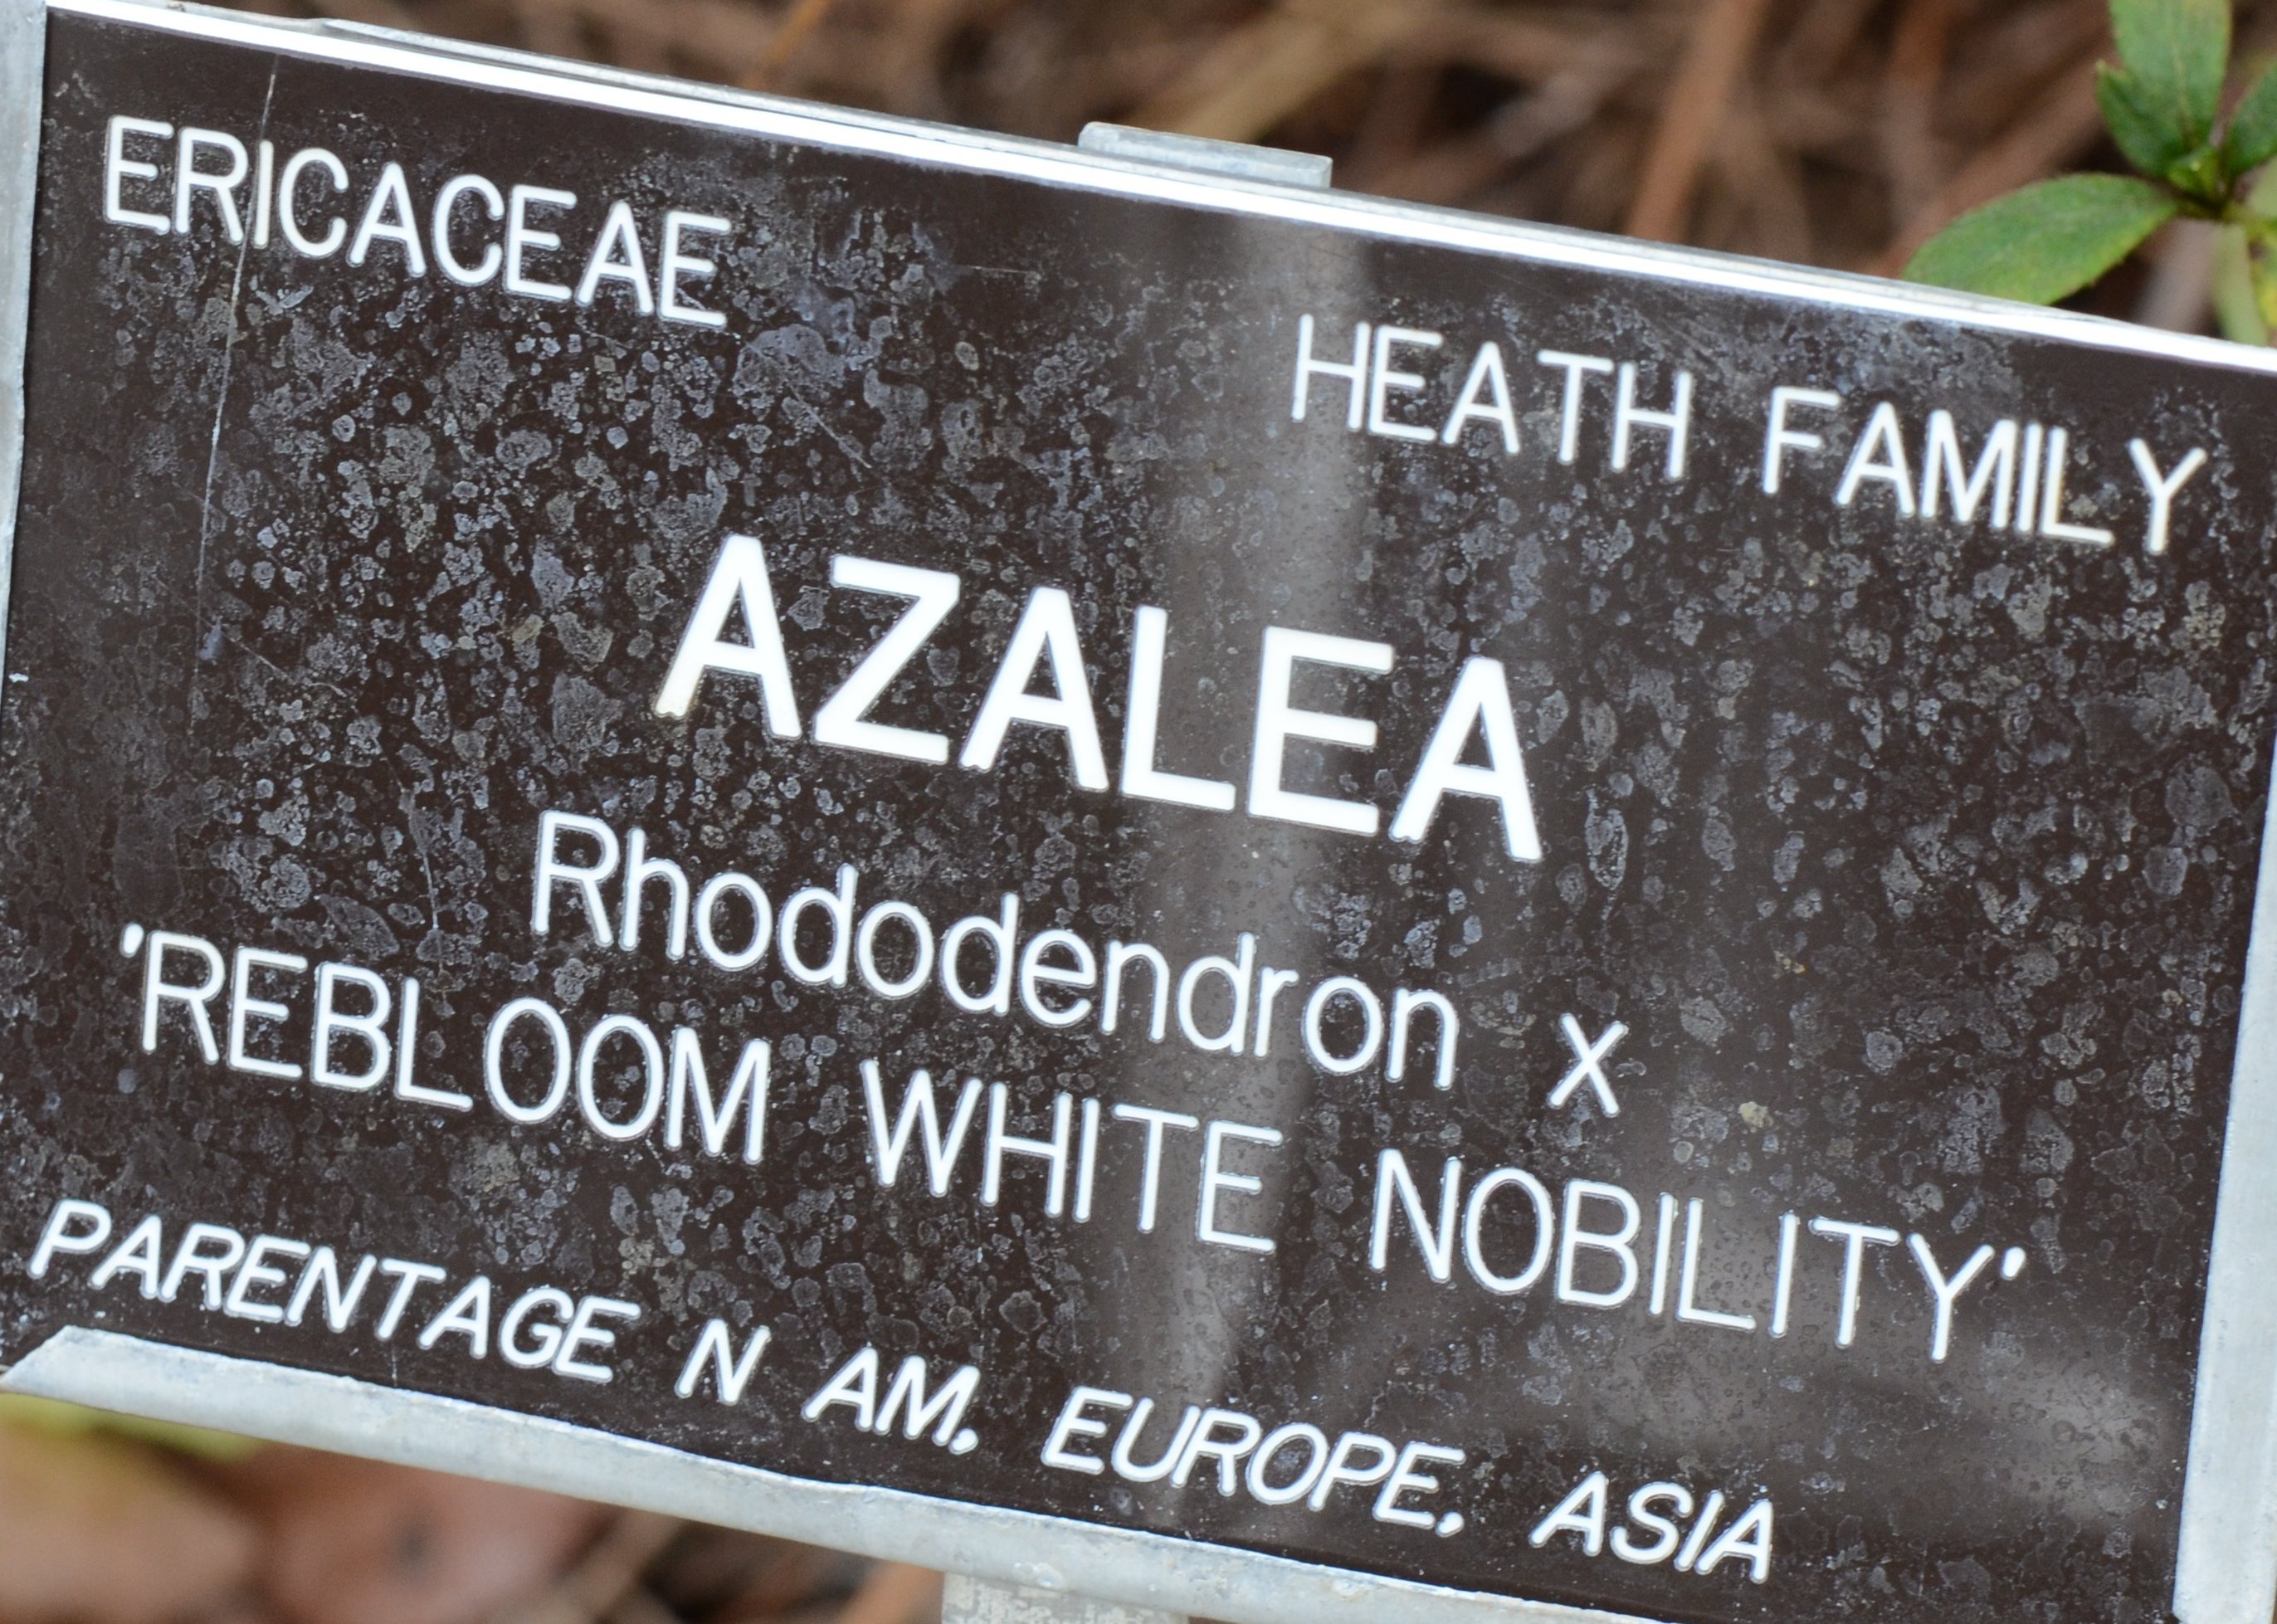 ERICACEAE
HEATH FAMILY
AZALEA
Rhododendron x
'REBLOOM WHITE NOBILITY'
PARENTAGE N AM, EUROPE, ASIA